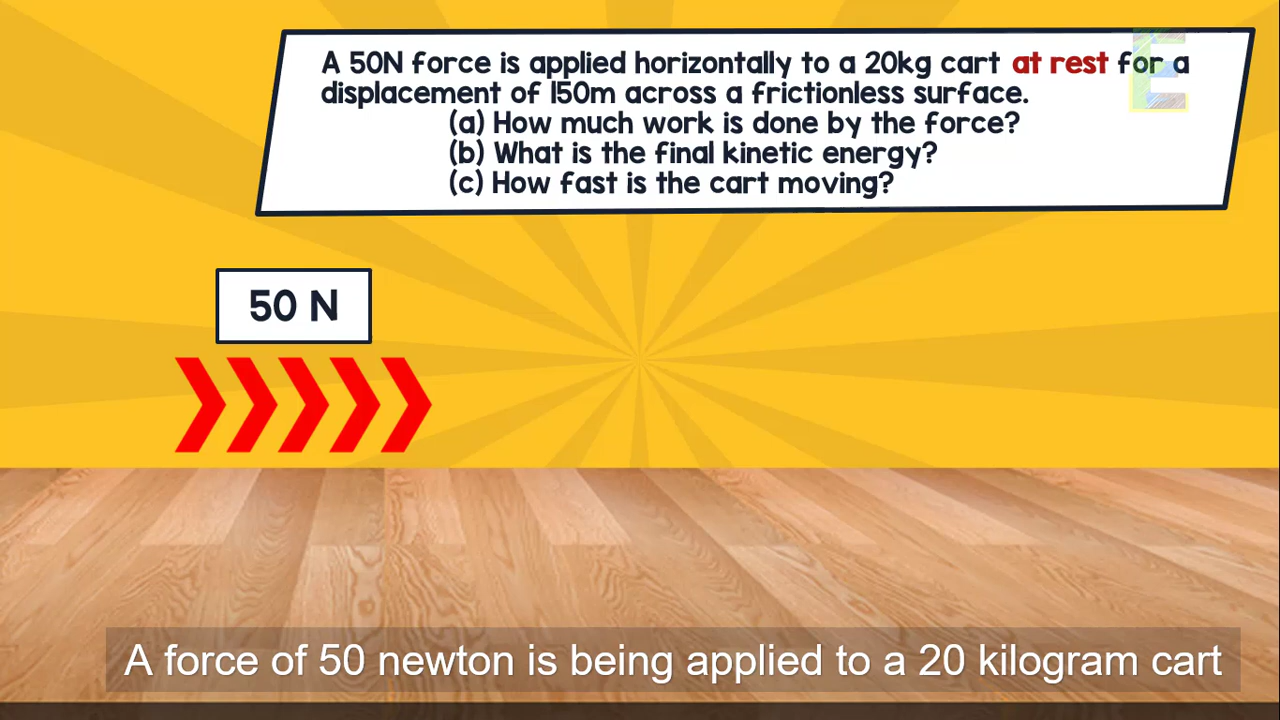 A 50N force is applied horizontally to a 20kg cart at rest for a
displacement of 150m across a frictionless surface.
(a) How much work is done by the force?
(b) What is the final kinetic energy?
(c) How fast is the cart moving?
E
50 N
A force of 50 newton is being applied to a 20 kilogram cart